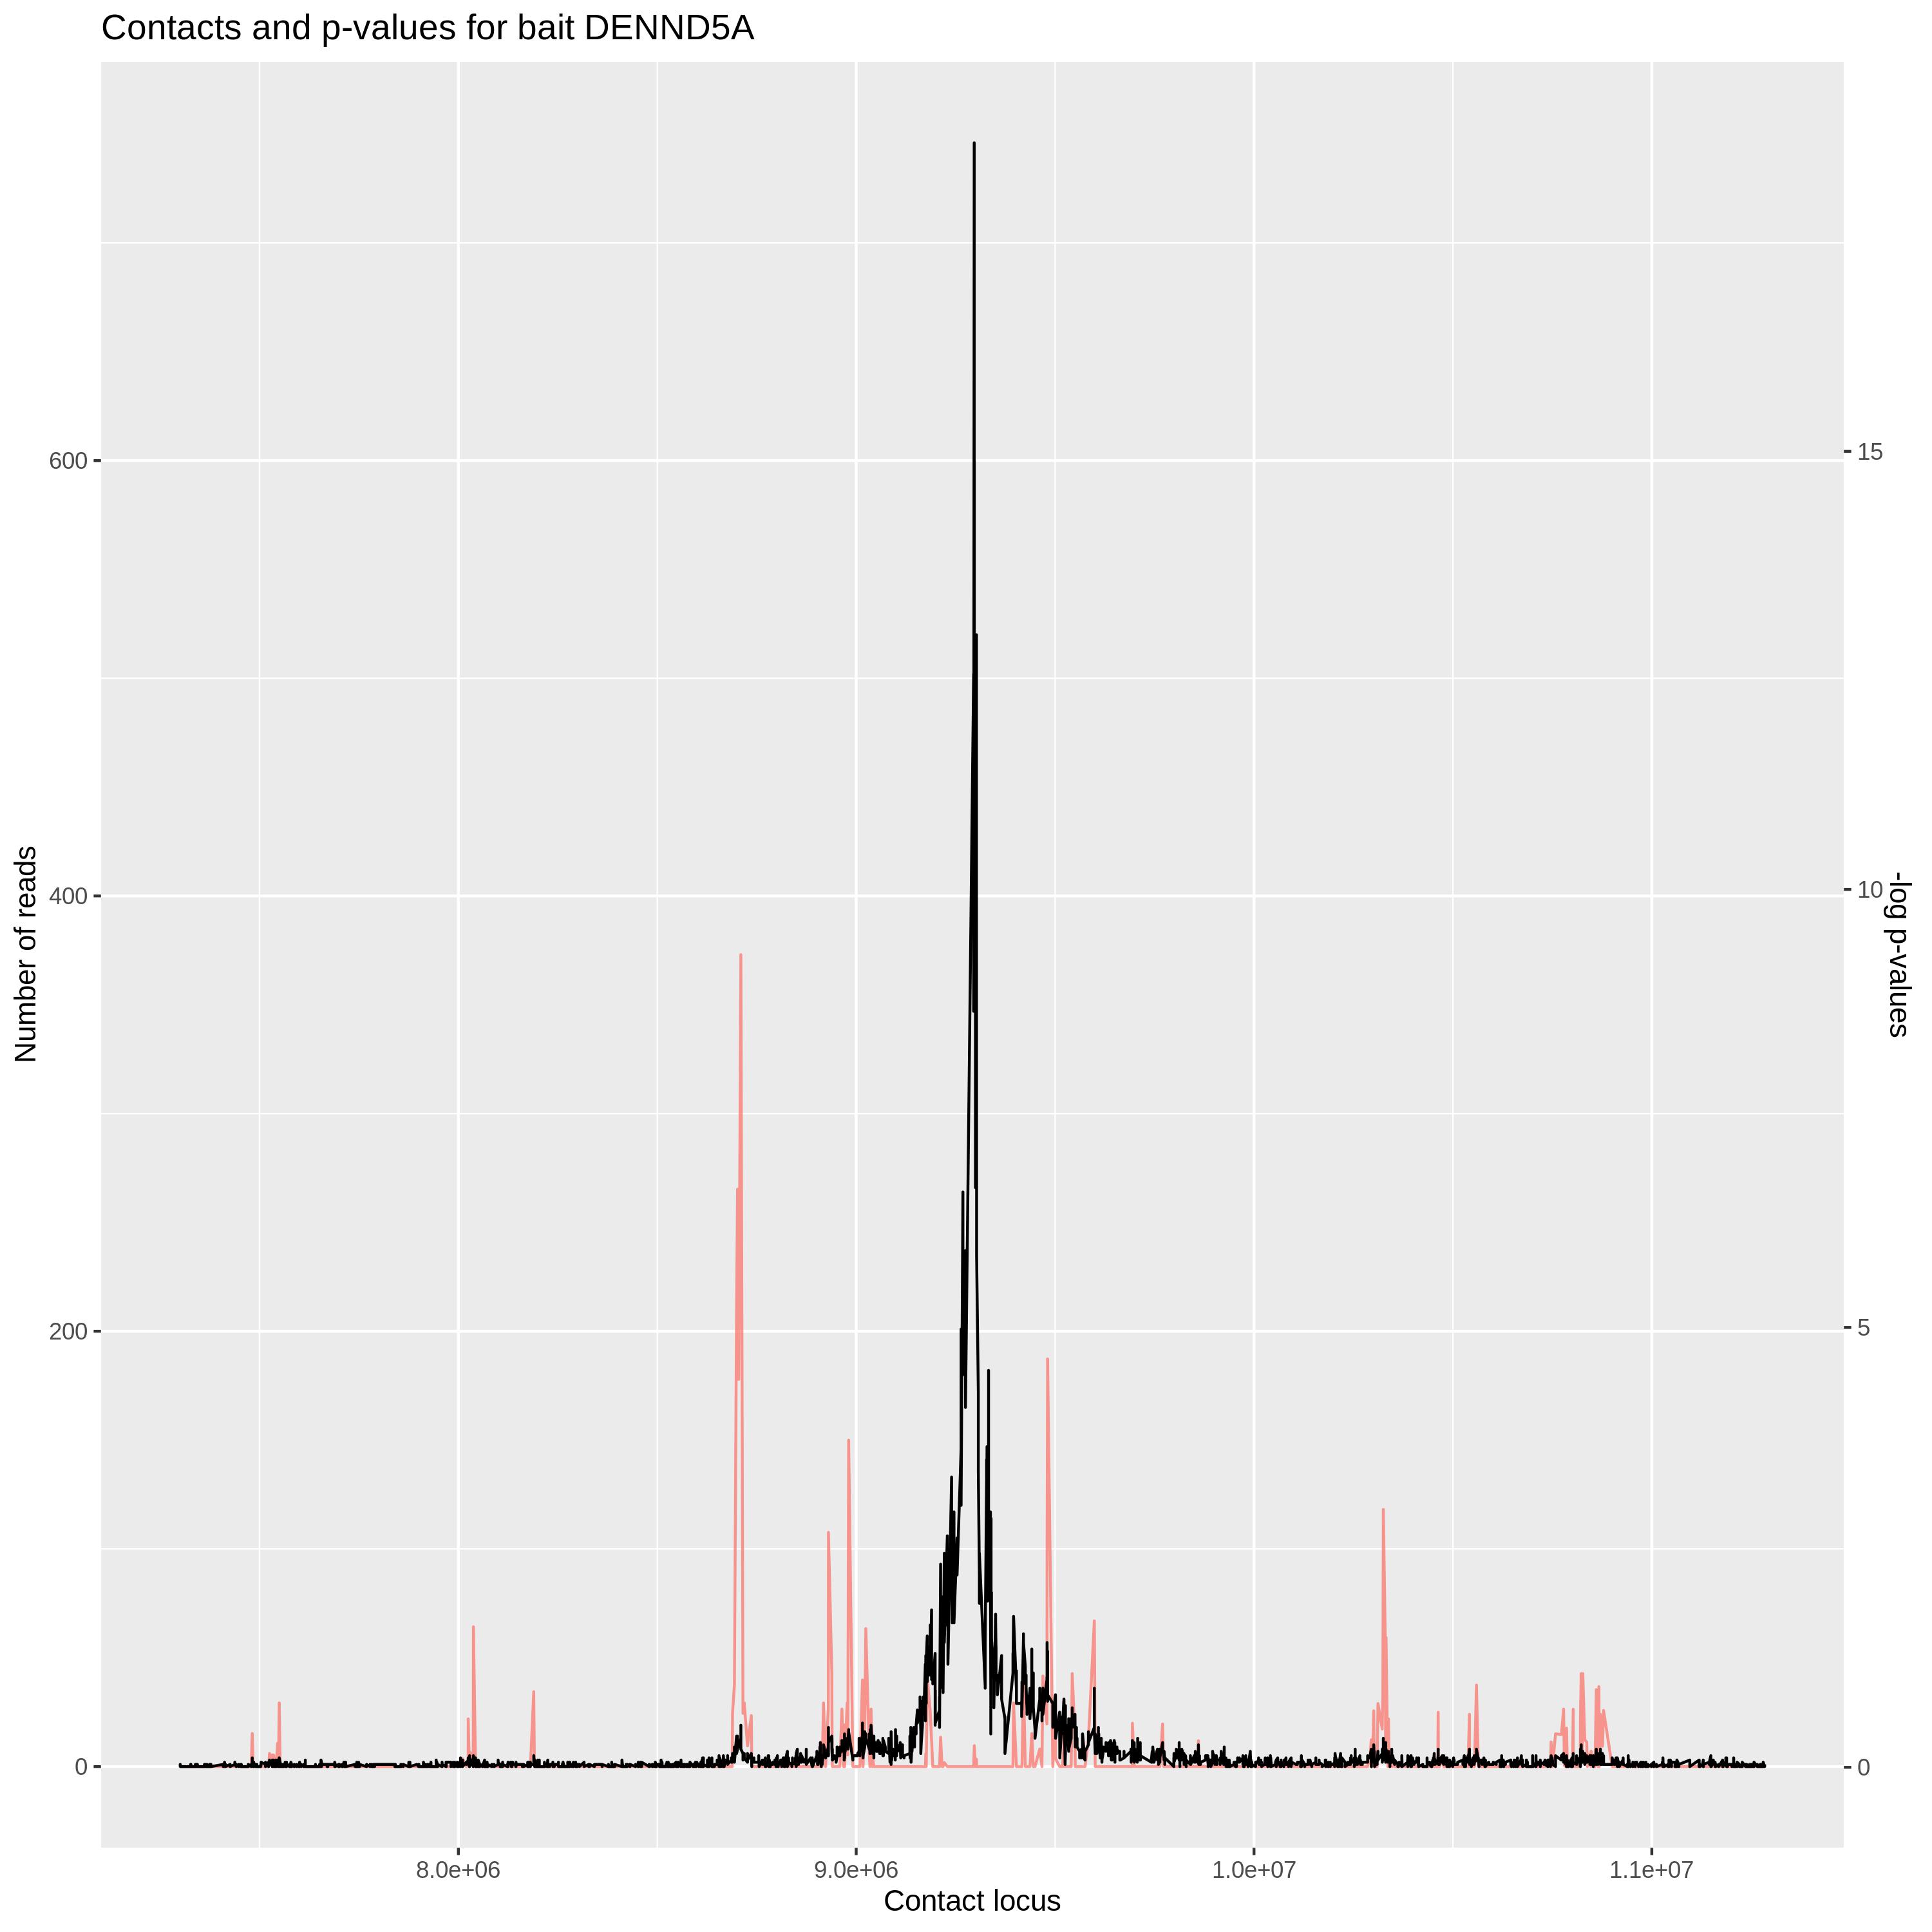 Contacts and p-values for bait DENND5A
Number of reads
600
400
200
0
15
10
5
0
-log p-values
8.0e+06
9.0e+06
1.0e+07
1.1e+07
Contact locus